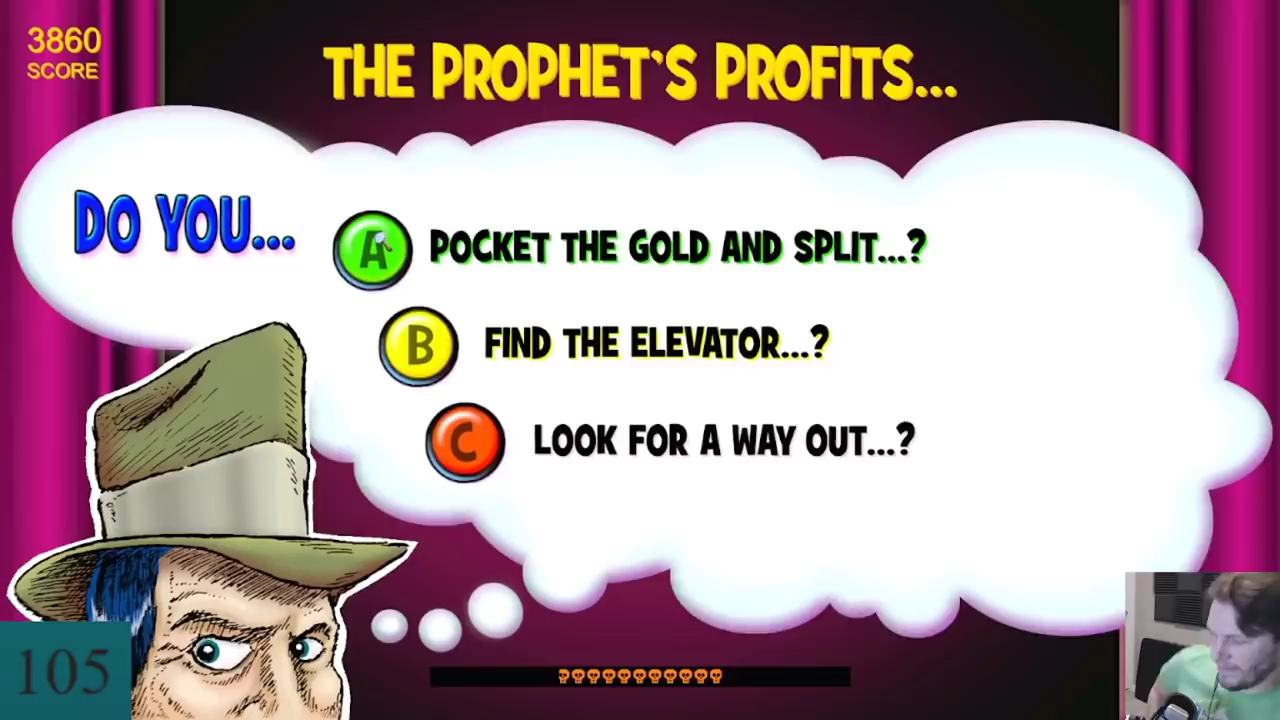 3860
SCORE
THE PROPHET'S PROFITS...
DO YOU...
A POCKET THE GOLD AND SPLIT...?
B FIND THE ELEVATOR...?
C LOOK FOR A WAY OUT...?
105